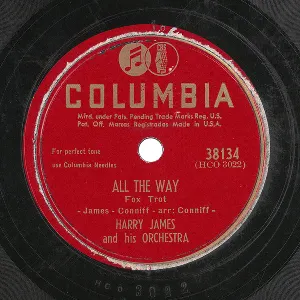 COLUMBIA
Mfrd. under Pats. Pending Trade Marks Reg. U.S.
Pat. Off. Marcas Registradas Made in U.S.A.
For perfect tone
use Columbia Needles
38134
(HCO 3022)
ALL THE WAY
Fox Trot
- James - Conniff - arr: Conniff -
HARRY JAMES
and his ORCHESTRA